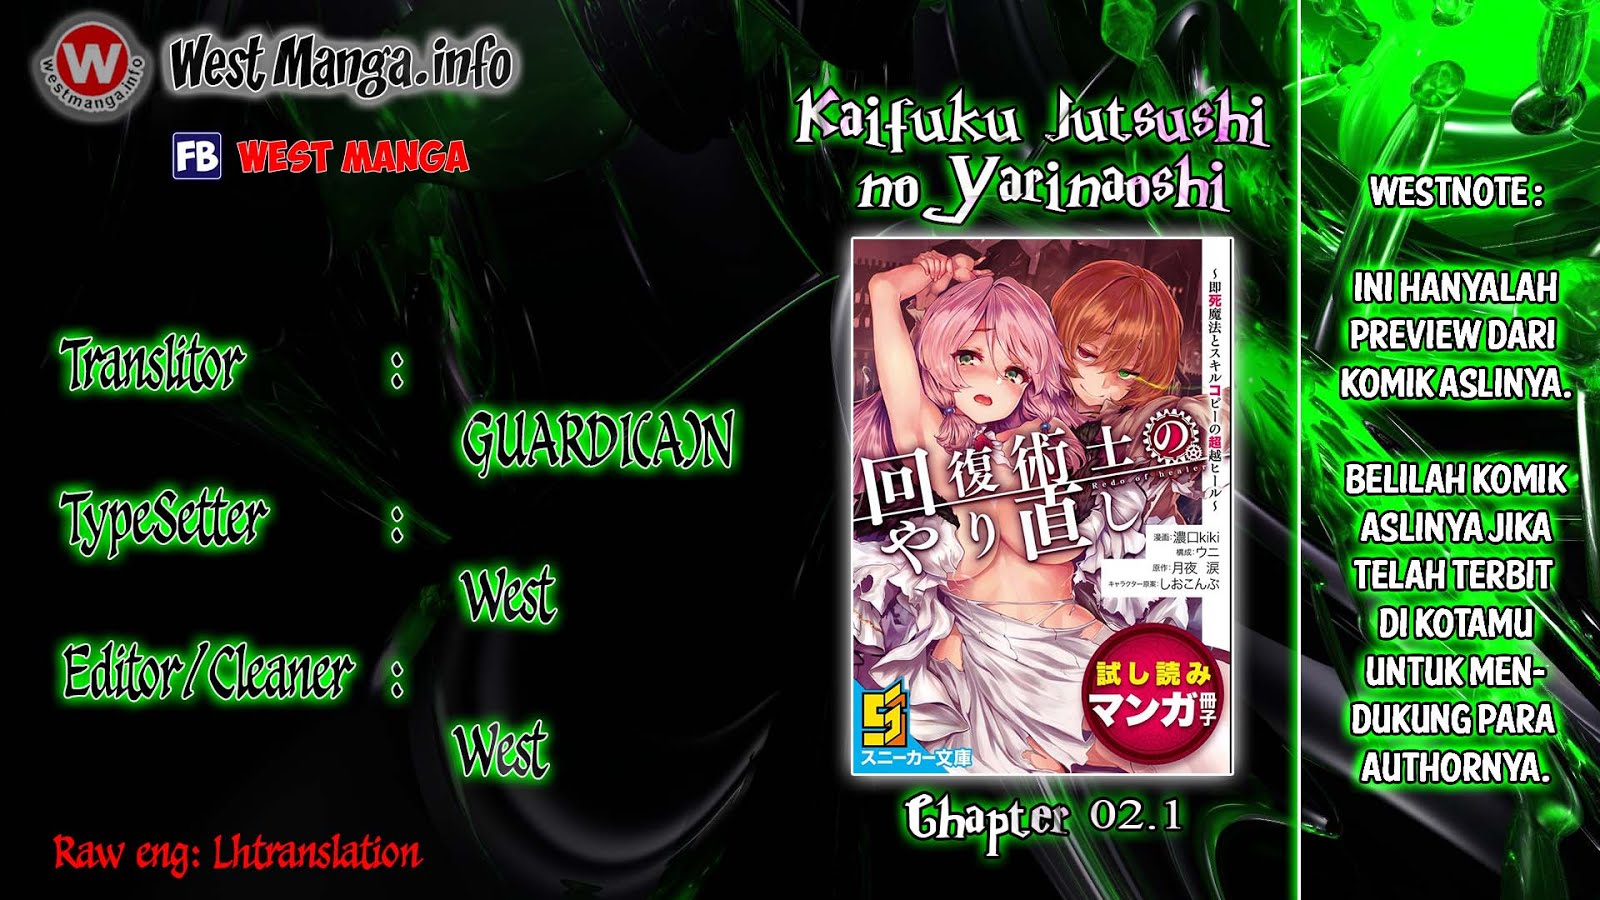 West Manga.info
W
westmanga.info
FB WEST MANGA
Translitor :
GUARDI(A)N
TypeSetter :
West
Editor/Cleaner :
West
Raw eng: Lhtranslation
Kaifuku Jutsushi
no Yarinaoshi
～即死魔法とスキルコピーの超越ヒール～
回復術士の
Redo of healer
やり直し
漫画:濃口kiki
構成:ウニ
原作:月夜 涙
キャラクター原案:しおこんぶ
試し読み
マンガ冊子
スニーカー文庫
Chapter 02.1
WESTNOTE :
INI HANYALAH
PREVIEW DARI
KOMIK ASLINYA.
BELILAH KOMIK
ASLINYA JIKA
TELAH TERBIT
DI KOTAMU
UNTUK MEN-
DUKUNG PARA
AUTHORNYA.